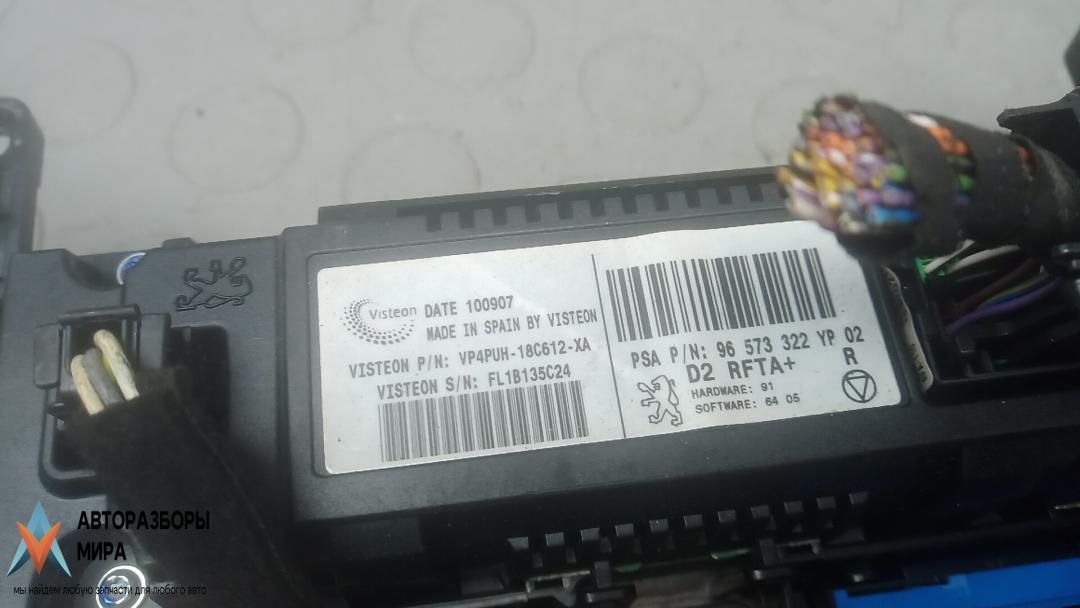 Visteon
DATE 100907
MADE IN SPAIN BY VISTEON
VISTEON P/N: VP4PUH-18C612-XA
VISTEON S/N: FL1B135C24
PSA P/N: 96 573 322 YP 02
D2 RFTA+
R
HARDWARE: 91
SOFTWARE: 64 05
АВТОРАЗБОРЫ
МИРА
мы найдем любую запчасти для любого авто